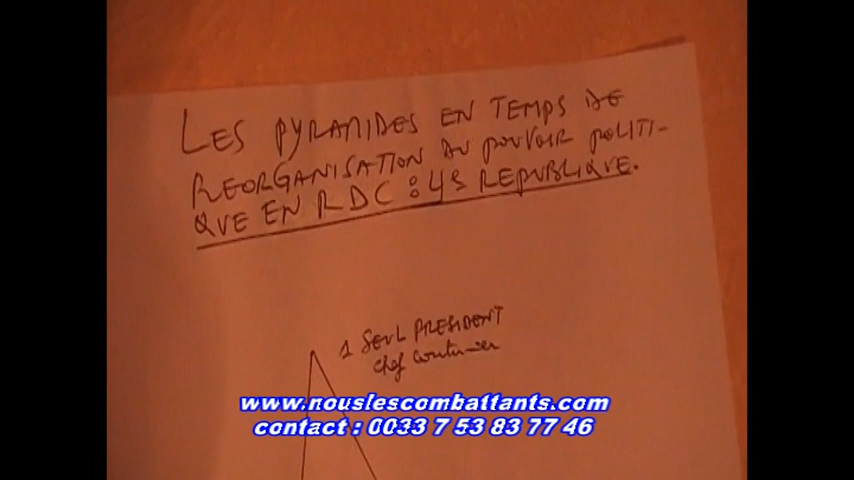 LES PYRAMIDES EN TEMPS DE
REORGANISATION DU POUVOIR POLITI-
QUE EN RDC : 4e REPUBLIQUE.
1 SEUL PRESIDENT
chef coutumier
www.nouslescombattants.com
contact : 0033 7 53 83 77 46